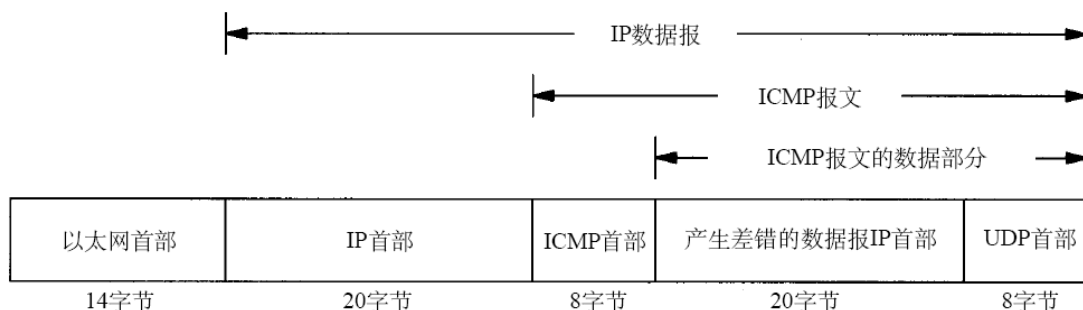 IP数据报
ICMP报文
ICMP报文的数据部分
以太网首部 IP首部 ICMP首部 产生差错的数据报IP首部 UDP首部
14字节 20字节 8字节 20字节 8字节